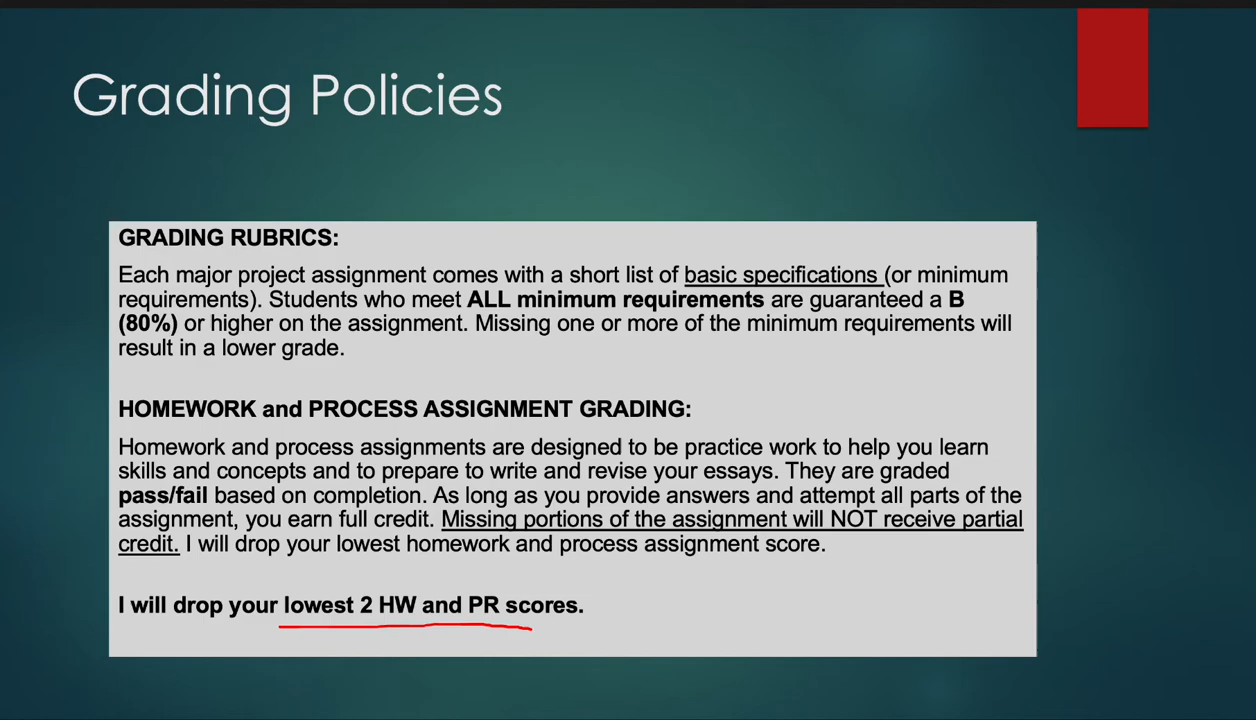 Grading Policies
GRADING RUBRICS:
Each major project assignment comes with a short list of basic specifications (or minimum
requirements). Students who meet ALL minimum requirements are guaranteed a B
(80%) or higher on the assignment. Missing one or more of the minimum requirements will
result in a lower grade.
HOMEWORK and PROCESS ASSIGNMENT GRADING:
Homework and process assignments are designed to be practice work to help you learn
skills and concepts and to prepare to write and revise your essays. They are graded
pass/fail based on completion. As long as you provide answers and attempt all parts of the
assignment, you earn full credit. Missing portions of the assignment will NOT receive partial
credit. I will drop your lowest homework and process assignment score.
I will drop your lowest 2 HW and PR scores.